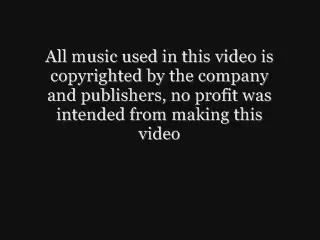 All music used in this video is
copyrighted by the company
and publishers, no profit was
intended from making this
video